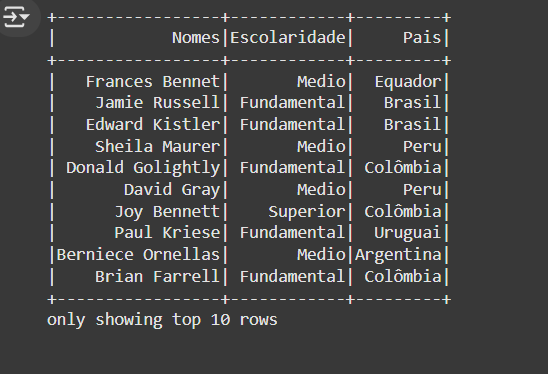 +-----------------+------------+---------+
|            Nomes|Escolaridade|     Pais|
+-----------------+------------+---------+
|   Frances Bennet|       Medio|  Equador|
|    Jamie Russell| Fundamental|   Brasil|
|   Edward Kistler| Fundamental|   Brasil|
|    Sheila Maurer|       Medio|     Peru|
| Donald Golightly| Fundamental| Colômbia|
|       David Gray|       Medio|     Peru|
|      Joy Bennett|    Superior| Colômbia|
|      Paul Kriese| Fundamental|  Uruguai|
|Berniece Ornellas|       Medio|Argentina|
|    Brian Farrell| Fundamental| Colômbia|
+-----------------+------------+---------+
only showing top 10 rows